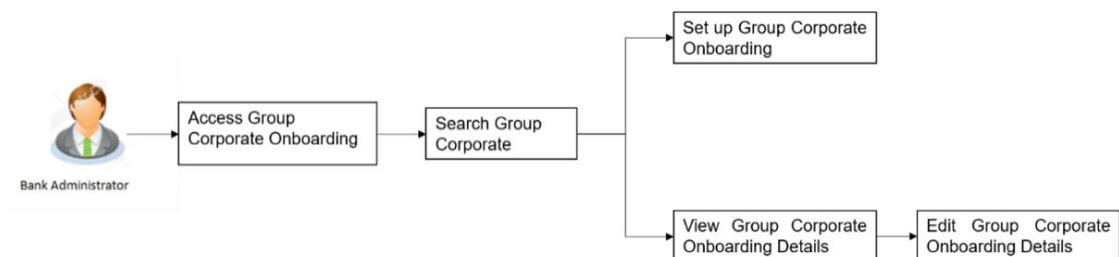 Set up Group Corporate
Onboarding
Access Group
Corporate Onboarding
Search Group
Corporate
Bank Administrator
View Group Corporate
Onboarding Details
Edit Group Corporate
Onboarding Details